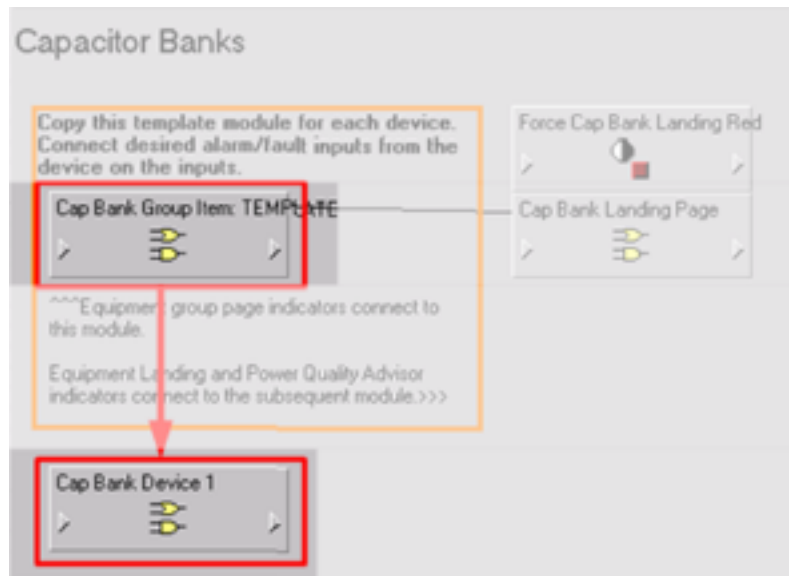 Capacitor Banks
Copy this template module for each device.
Connect desired alarm/fault inputs from the
device on the inputs.
Force Cap Bank Landing Red
Cap Bank Group Item: TEMPLATE
Cap Bank Landing Page
^^^Equipment group page indicators connect to
this module.
Equipment Landing and Power Quality Advisor
indicators connect to the subsequent module.>>>
Cap Bank Device 1